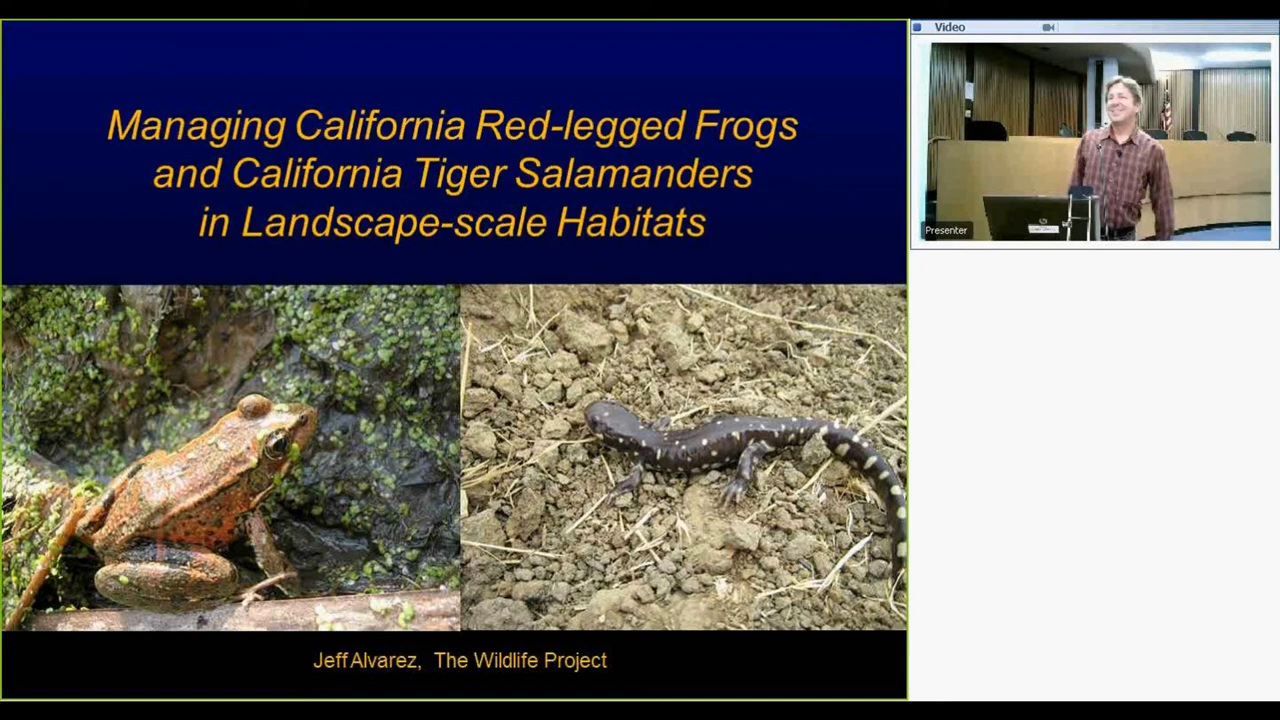 Managing California Red-legged Frogs
and California Tiger Salamanders
in Landscape-scale Habitats
Jeff Alvarez, The Wildlife Project
Video
Presenter